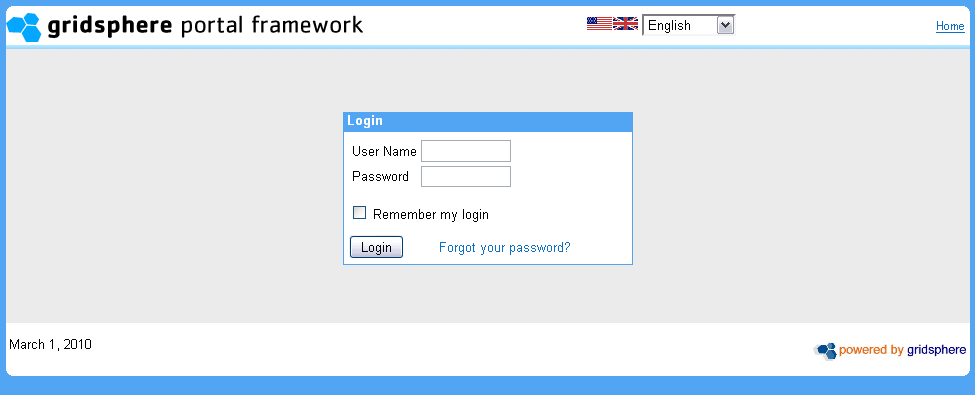 gridsphere portal framework
English
Home
Login
User Name
Password
Remember my login
Login
Forgot your password?
March 1, 2010
powered by gridsphere